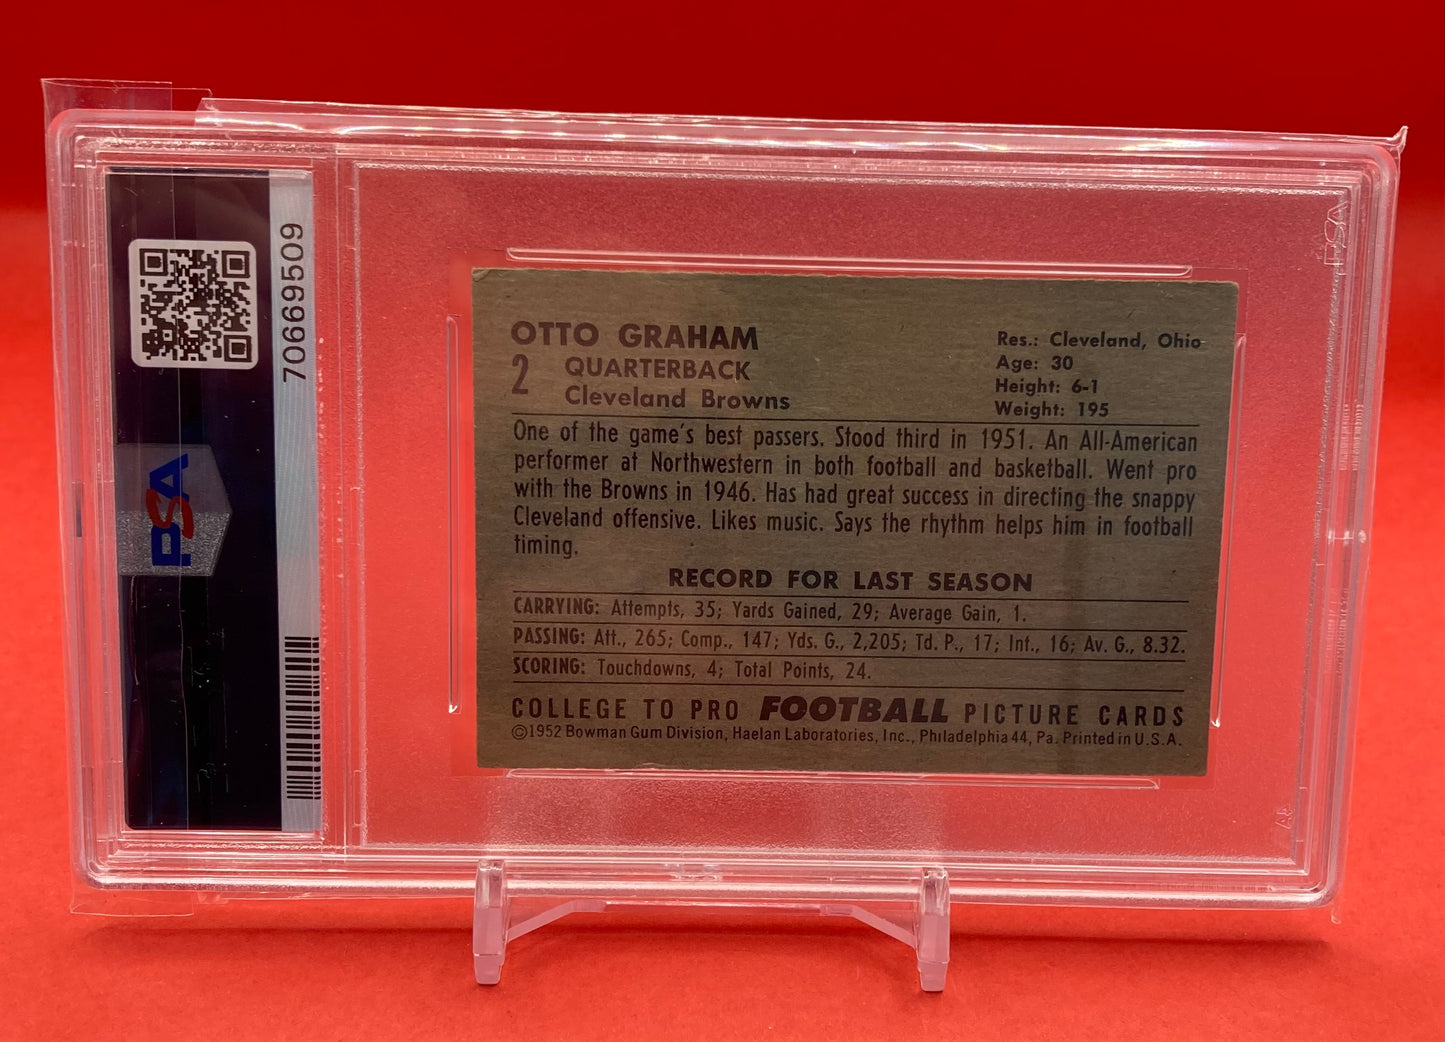 70669509
PSA
PSA
OTTO GRAHAM
2 QUARTERBACK
Cleveland Browns
Res.: Cleveland, Ohio
Age: 30
Height: 6-1
Weight: 195
One of the game's best passers. Stood third in 1951. An All-American
performer at Northwestern in both football and basketball. Went pro
with the Browns in 1946. Has had great success in directing the snappy
Cleveland offensive. Likes music. Says the rhythm helps him in football
timing.
RECORD FOR LAST SEASON
CARRYING: Attempts, 35; Yards Gained, 29; Average Gain, 1.
PASSING: Att., 265; Comp., 147; Yds. G., 2,205; Td. P., 17; Int., 16; Av. G., 8.32.
SCORING: Touchdowns, 4; Total Points, 24.
COLLEGE TO PRO FOOTBALL PICTURE CARDS
©1952 Bowman Gum Division, Haelan Laboratories, Inc., Philadelphia 44, Pa. Printed in U.S.A.